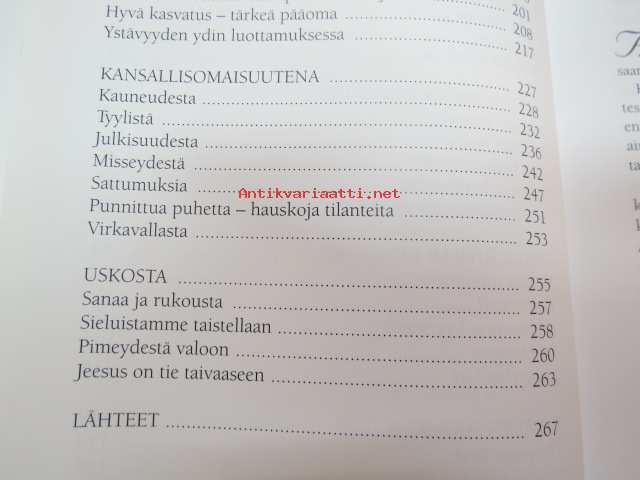 Hyvä kasvatus – tärkeä pääoma 201
Ystävyyden ydin luottamuksessa 208
217
KANSALLISOMAISUUTENA 227
Kauneudesta 228
Tyylistä 232
Julkisuudesta 236
Misseydestä 242
Sattumuksia 247
Antikvariaatti.net
Punnittua puhetta – hauskoja tilanteita 251
Virkavallasta 253
USKOSTA 255
Sanaa ja rukousta 257
Sieluistamme taistellaan 258
Pimeydestä valoon 260
Jeesus on tie taivaaseen 263
LÄHTEET 267